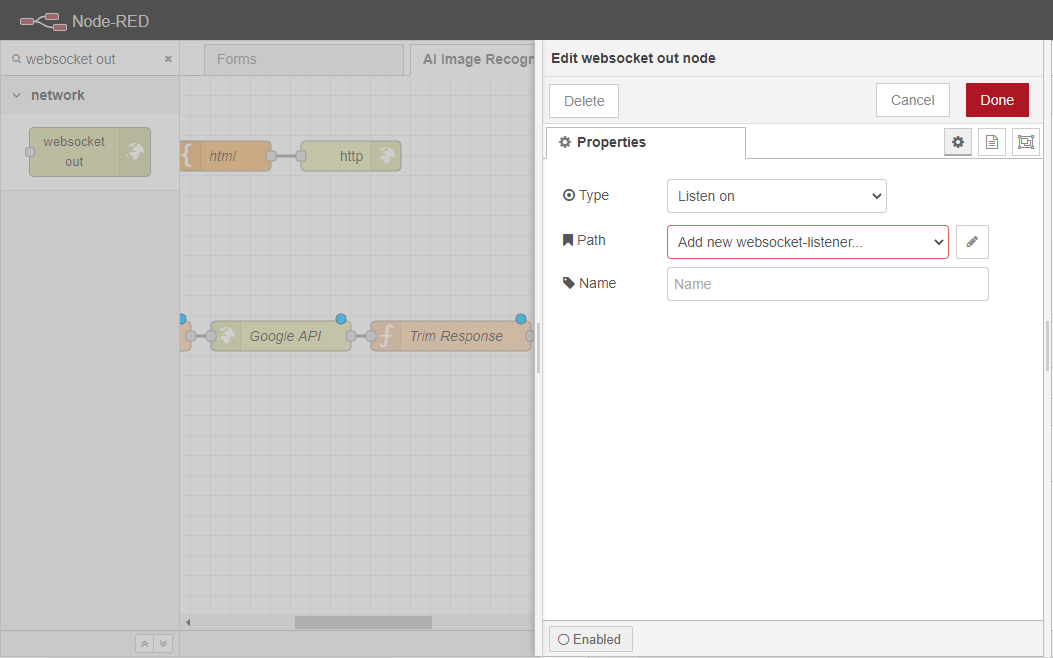 Node-RED
websocket out
Forms
AI Image Recogn
network
websocket
out
html
http
Google API
Trim Response
Edit websocket out node
Delete
Cancel
Done
Properties
Type
Listen on
Path
Add new websocket-listener...
Name
Name
Enabled